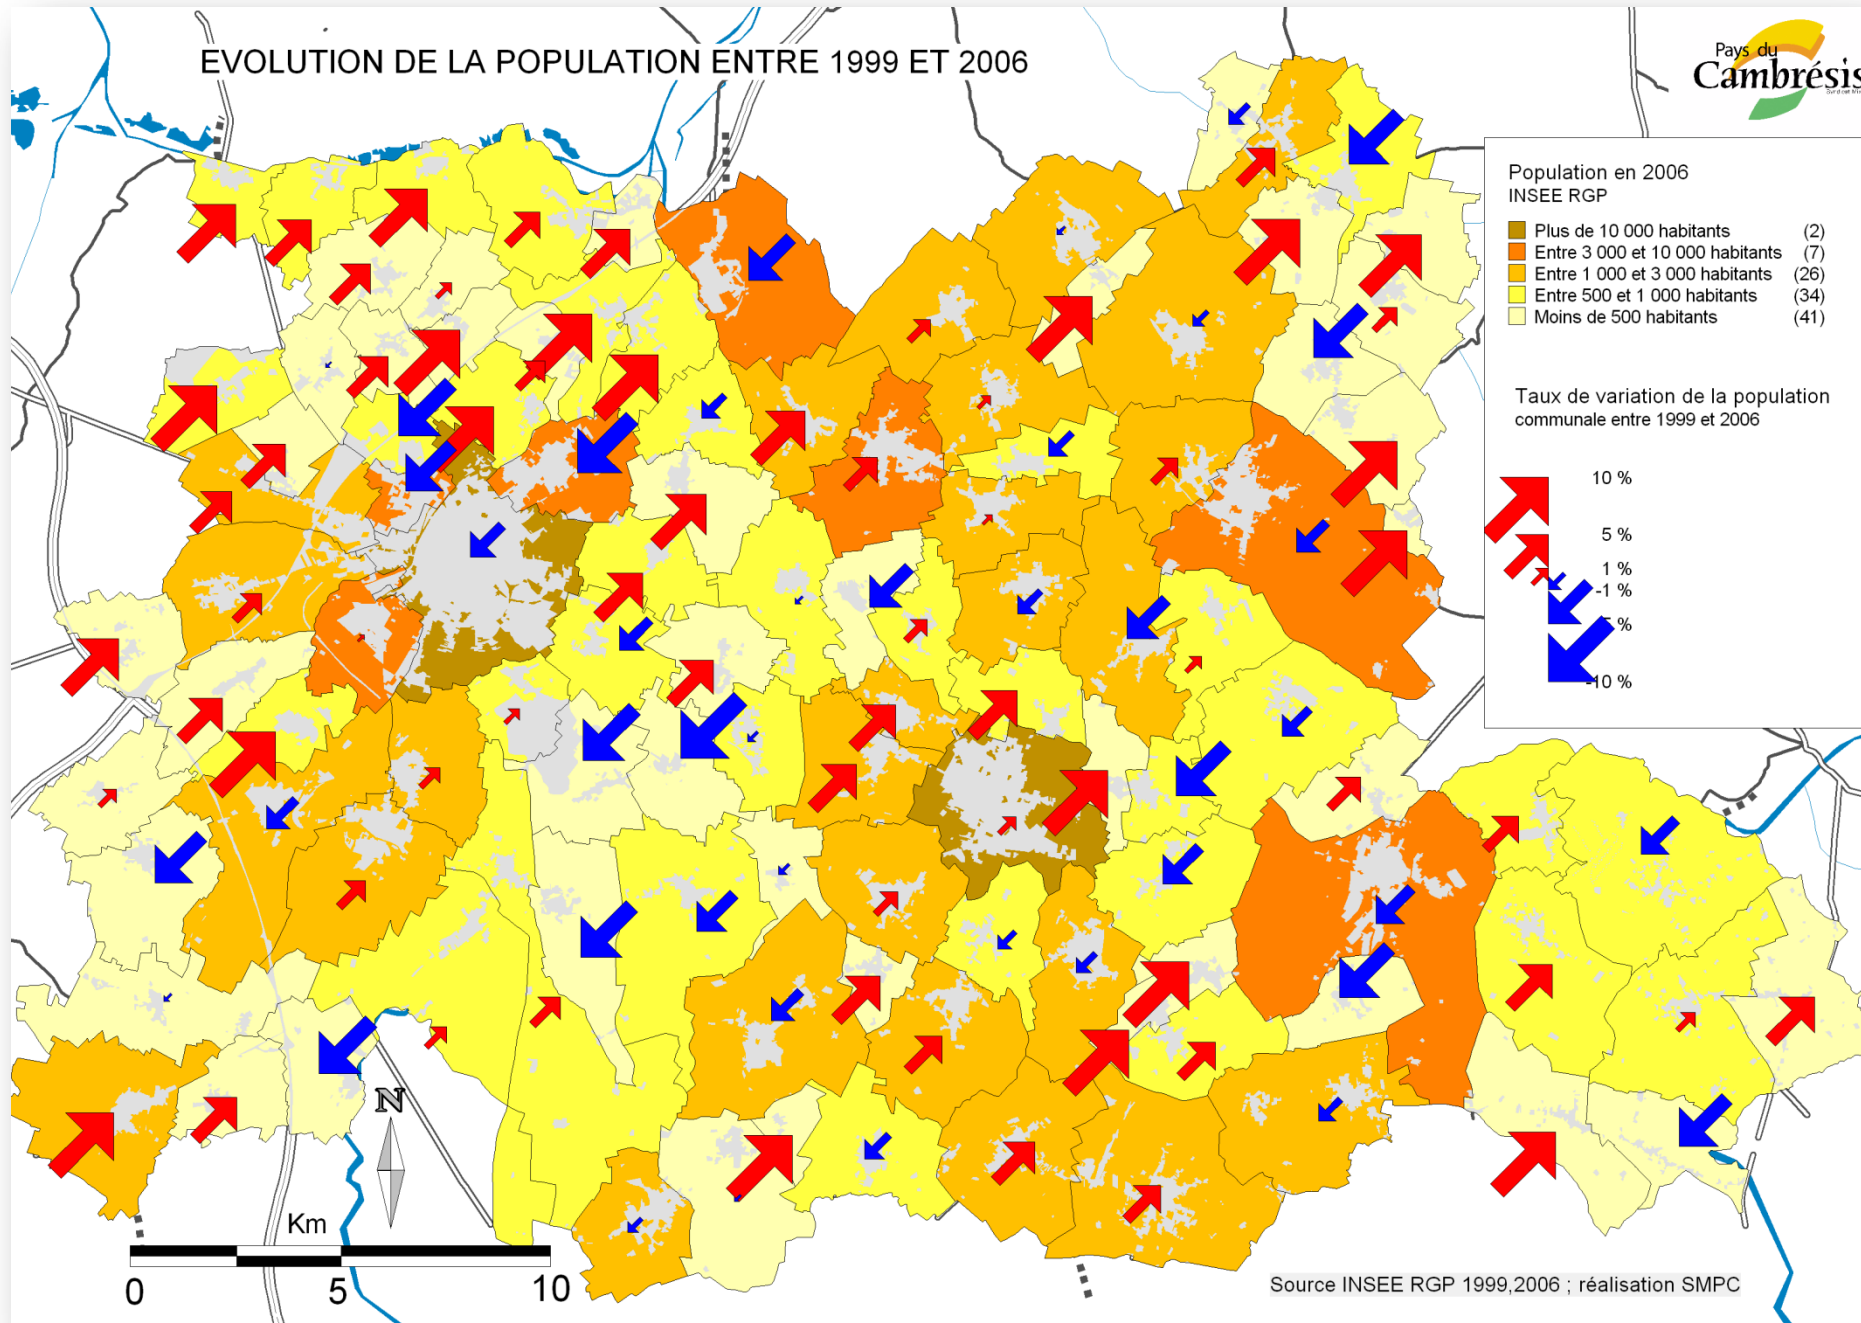 EVOLUTION DE LA POPULATION ENTRE 1999 ET 2006
Pays du
Cambrésis
Population en 2006
INSEE RGP
Plus de 10 000 habitants (2)
Entre 3 000 et 10 000 habitants (7)
Entre 1 000 et 3 000 habitants (26)
Entre 500 et 1 000 habitants (34)
Moins de 500 habitants (41)
Taux de variation de la population
communale entre 1999 et 2006
10 %
5 %
1 %
-1 %
5 %
-10 %
N
Km
0 5 10
Source INSEE RGP 1999,2006 ; réalisation SMPC